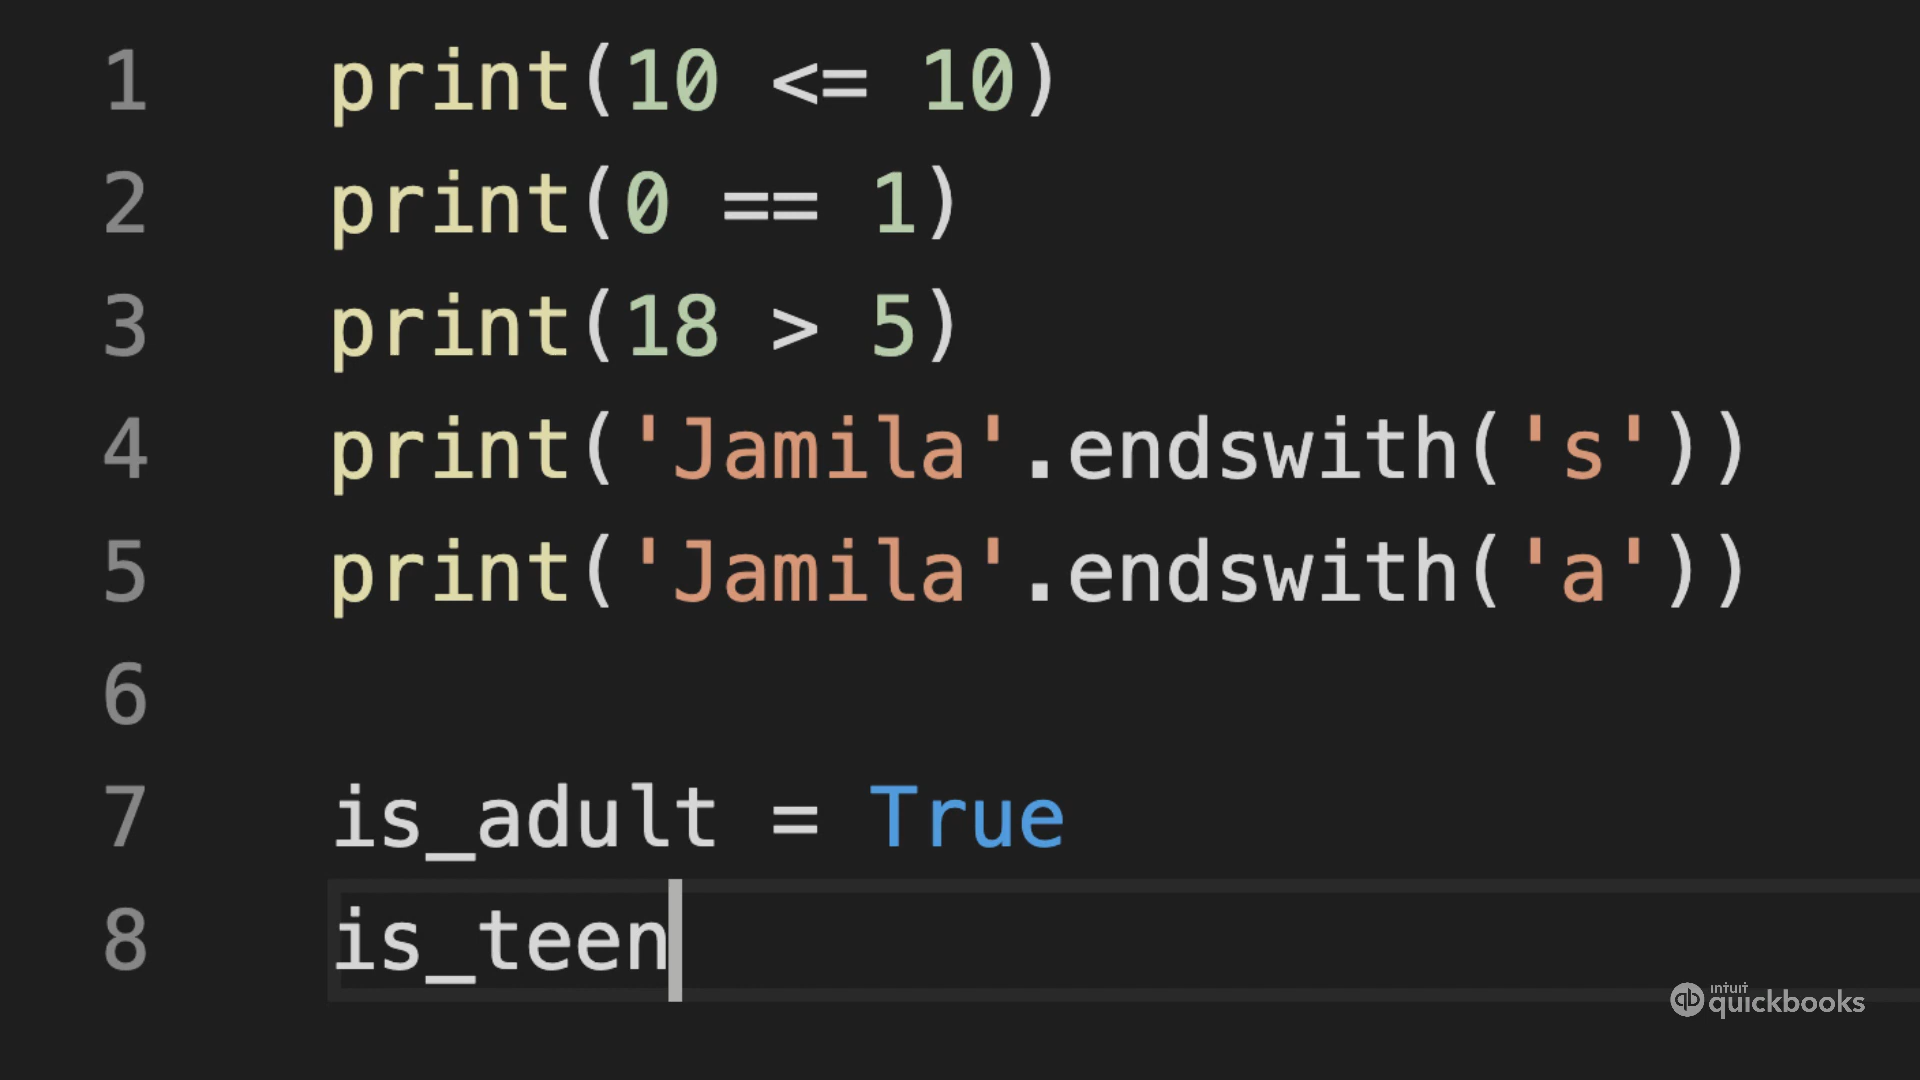 1 print(10 <= 10)
2 print(0 == 1)
3 print(18 > 5)
4 print('Jamila'.endswith('s'))
5 print('Jamila'.endswith('a'))
6
7 is_adult = True
8 is_teen
intuit
qb quickbooks